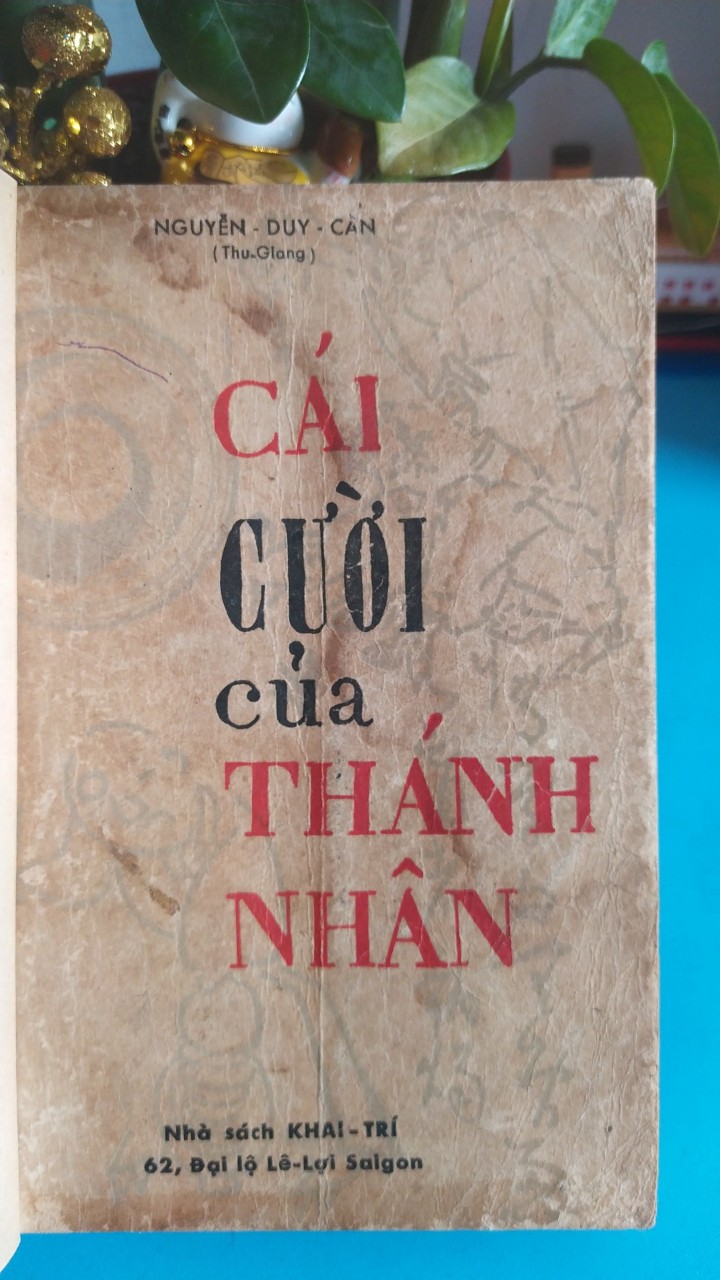 NGUYỄN - DUY - CẦN
(Thu-Giang)
CÁI
CƯỜI
của
THÁNH
NHÂN
Nhà sách KHAI-TRÍ
62, Đại lộ Lê-Lợi Saigon